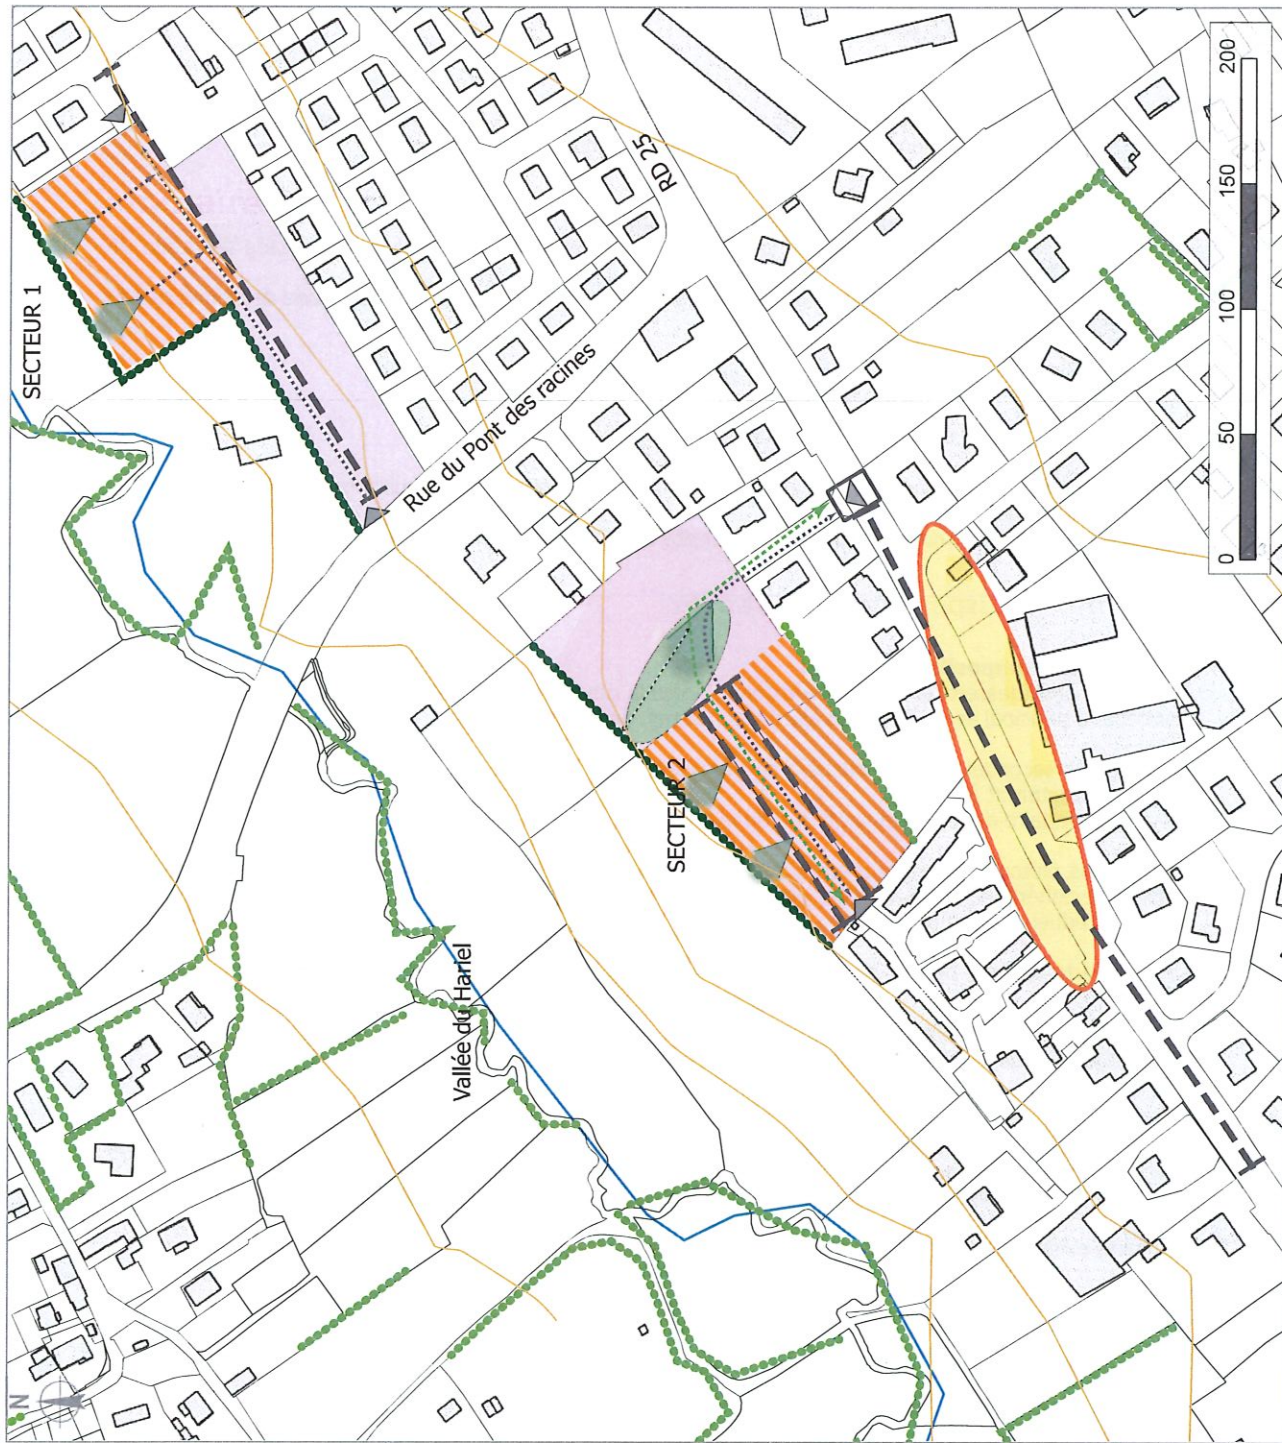 SECTEUR 1
Rue du Pont des racines
RD 25
SECTEUR 2
Vallée du Hariel
N
0 50 100 150 200